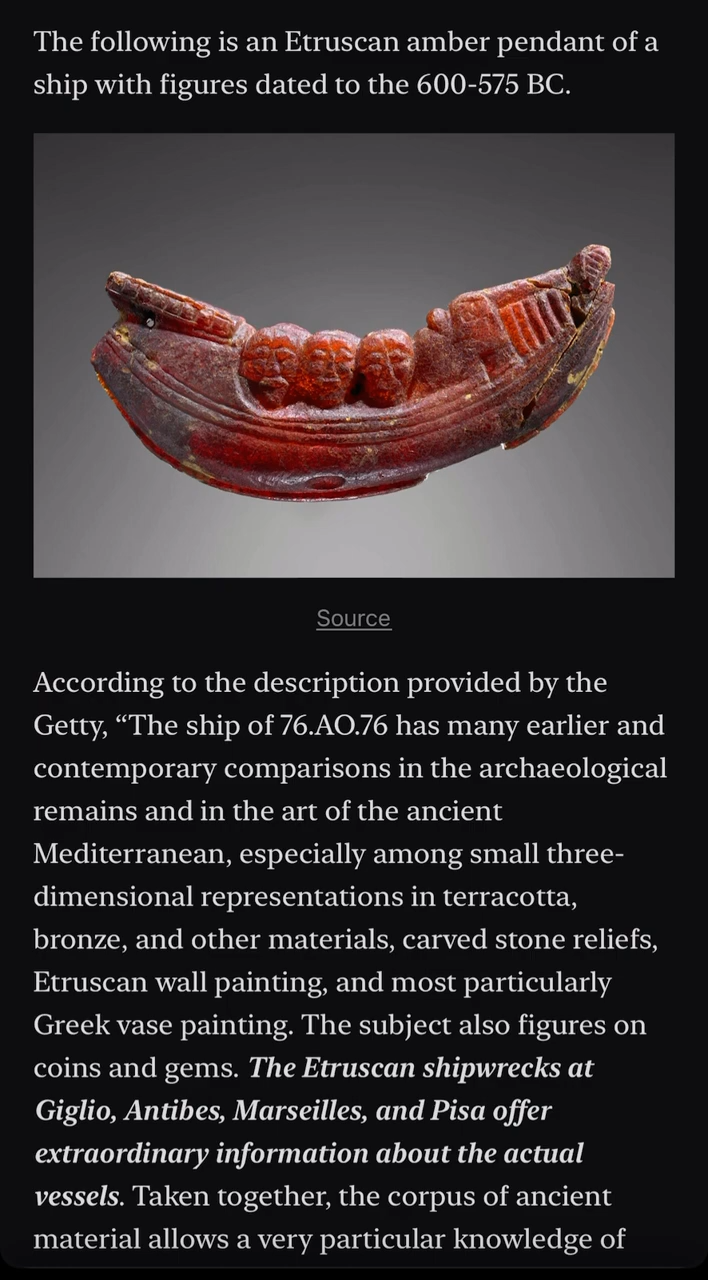 The following is an Etruscan amber pendant of a
ship with figures dated to the 600-575 BC.
Source
According to the description provided by the
Getty, “The ship of 76.AO.76 has many earlier and
contemporary comparisons in the archaeological
remains and in the art of the ancient
Mediterranean, especially among small three-
dimensional representations in terracotta,
bronze, and other materials, carved stone reliefs,
Etruscan wall painting, and most particularly
Greek vase painting. The subject also figures on
coins and gems. The Etruscan shipwrecks at
Giglio, Antibes, Marseilles, and Pisa offer
extraordinary information about the actual
vessels. Taken together, the corpus of ancient
material allows a very particular knowledge of